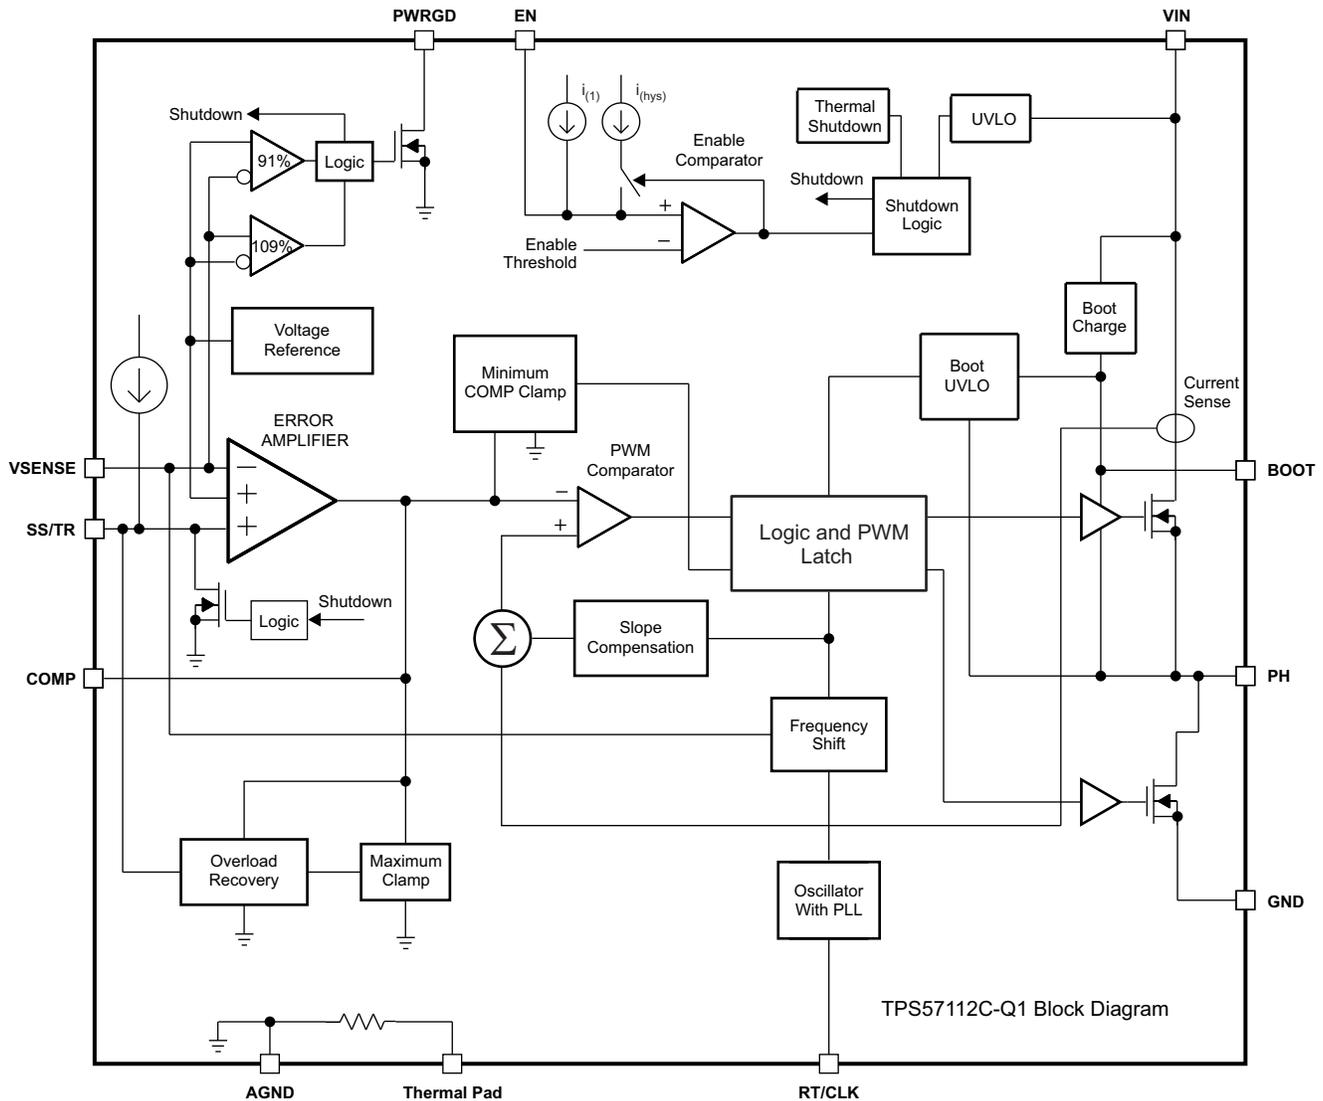 PWRGD
EN
VIN
i(1)
i(hys)
Thermal
Shutdown
UVLO
Shutdown
91%
Logic
Enable
Comparator
Shutdown
Shutdown
Logic
+
−
Enable
Threshold
109%
Voltage
Reference
Boot
Charge
Minimum
COMP Clamp
Boot
UVLO
Current
Sense
ERROR
AMPLIFIER
PWM
Comparator
VSENSE
−
+
+
SS/TR
−
+
BOOT
Logic and PWM
Latch
Shutdown
Logic
Σ
Slope
Compensation
COMP
PH
Frequency
Shift
Overload
Recovery
Maximum
Clamp
Oscillator
With PLL
GND
TPS57112C-Q1 Block Diagram
AGND
Thermal Pad
RT/CLK